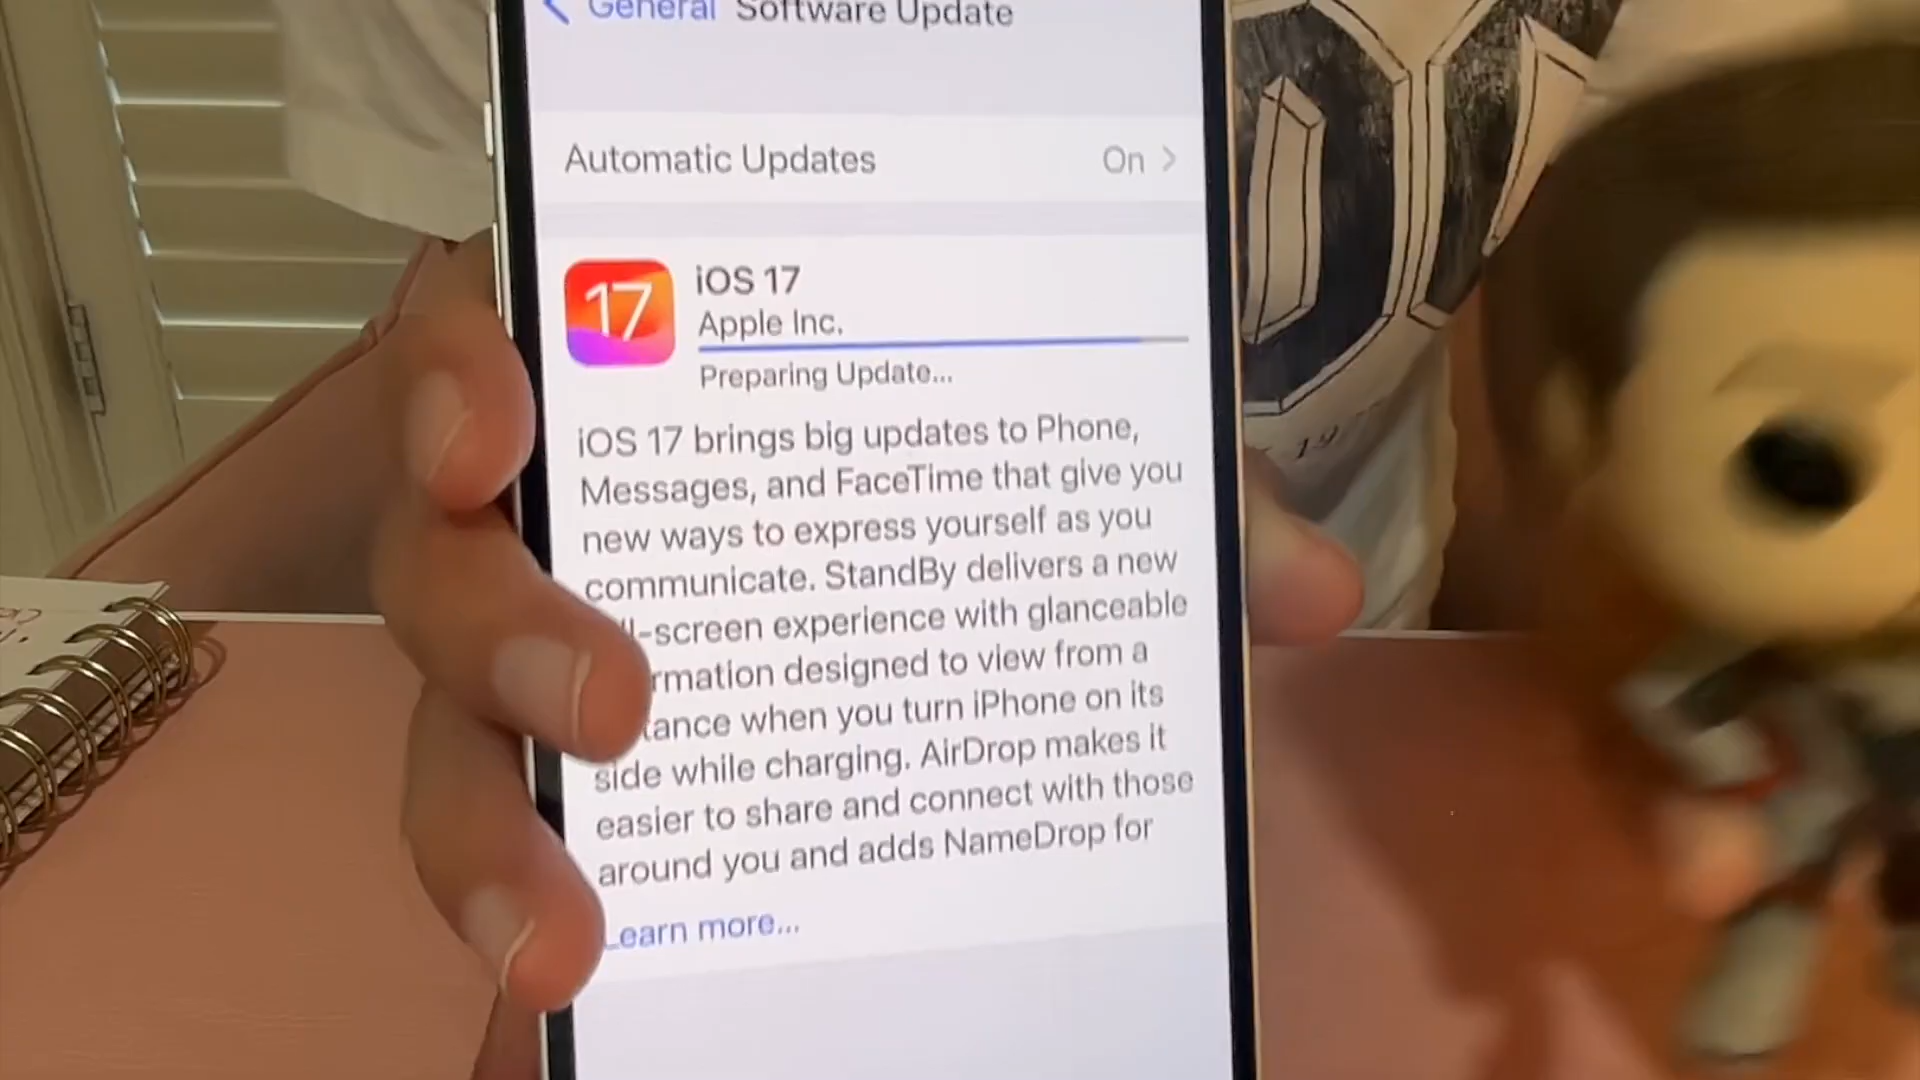 General Software Update
Automatic Updates On
17
iOS 17
Apple Inc.
Preparing Update...
iOS 17 brings big updates to Phone,
Messages, and FaceTime that give you
new ways to express yourself as you
communicate. StandBy delivers a new
-screen experience with glanceable
designed to view from a
when you turn iPhone on its
side while charging. AirDrop makes it
easier to share and connect with those
around you and adds NameDrop for
Learn more...
19